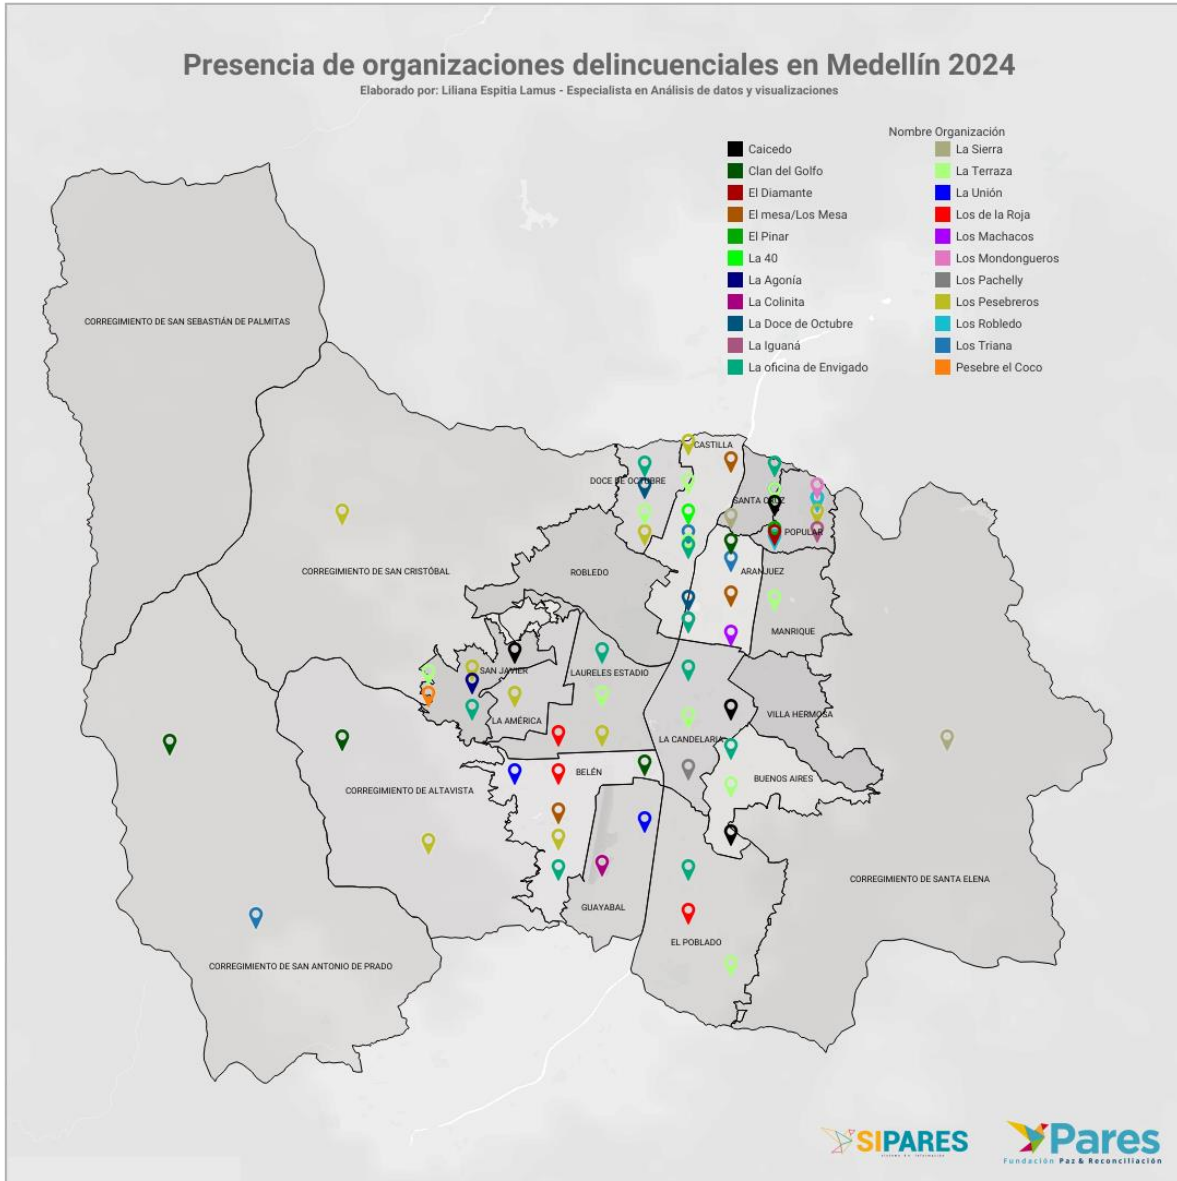 Presencia de organizaciones delincuenciales en Medellín 2024
Elaborado por: Liliana Espitia Lamus - Especialista en Análisis de datos y visualizaciones
Nombre Organización
Caicedo
Clan del Golfo
El Diamante
El mesa/Los Mesa
El Pinar
La 40
La Agonía
La Colinita
La Doce de Octubre
La Iguaná
La oficina de Envigado
La Sierra
La Terraza
La Unión
Los de la Roja
Los Machacos
Los Mondongueros
Los Pachelly
Los Pesebreros
Los Robledo
Los Triana
Pesebre el Coco
CORREGIMIENTO DE SAN SEBASTIÁN DE PALMITAS
CASTILLA
DOCE DE OCTUBRE
SANTA CRUZ
POPULAR
CORREGIMIENTO DE SAN CRISTÓBAL
ROBLEDO
ARANJUEZ
MANRIQUE
SAN JAVIER
LAURELES ESTADIO
LA AMÉRICA
VILLA HERMOSA
LA CANDELARIA
BELÉN
BUENOS AIRES
CORREGIMIENTO DE ALTAVISTA
CORREGIMIENTO DE SANTA ELENA
GUAYABAL
EL POBLADO
CORREGIMIENTO DE SAN ANTONIO DE PRADO
SIPARES
Pares
Fundación Paz & Reconciliación